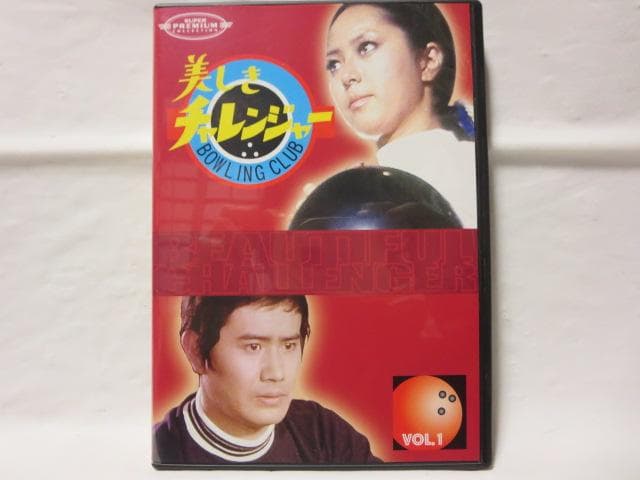 SUPER
PREMIUM
COLLECTION
美しき
チャレンジャー
BOWLING CLUB
BEAUTIFUL
CHALLENGER
VOL.1